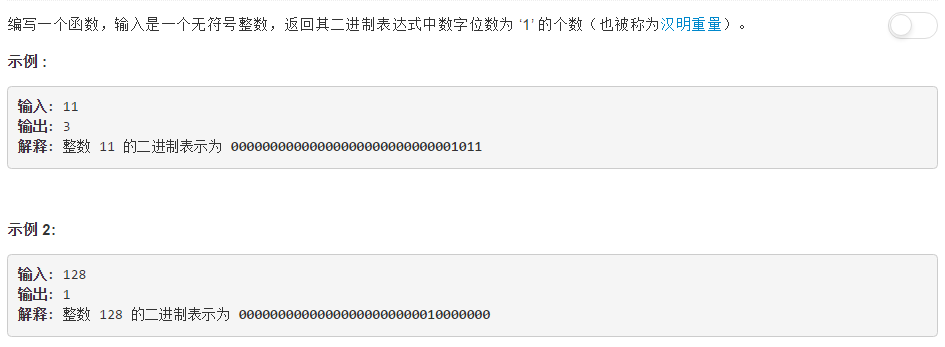 编写一个函数，输入是一个无符号整数，返回其二进制表达式中数字位数为 ‘1’ 的个数（也被称为汉明重量）。
示例 :
输入: 11
输出: 3
解释: 整数 11 的二进制表示为 00000000000000000000000000001011
示例 2:
输入: 128
输出: 1
解释: 整数 128 的二进制表示为 00000000000000000000000010000000